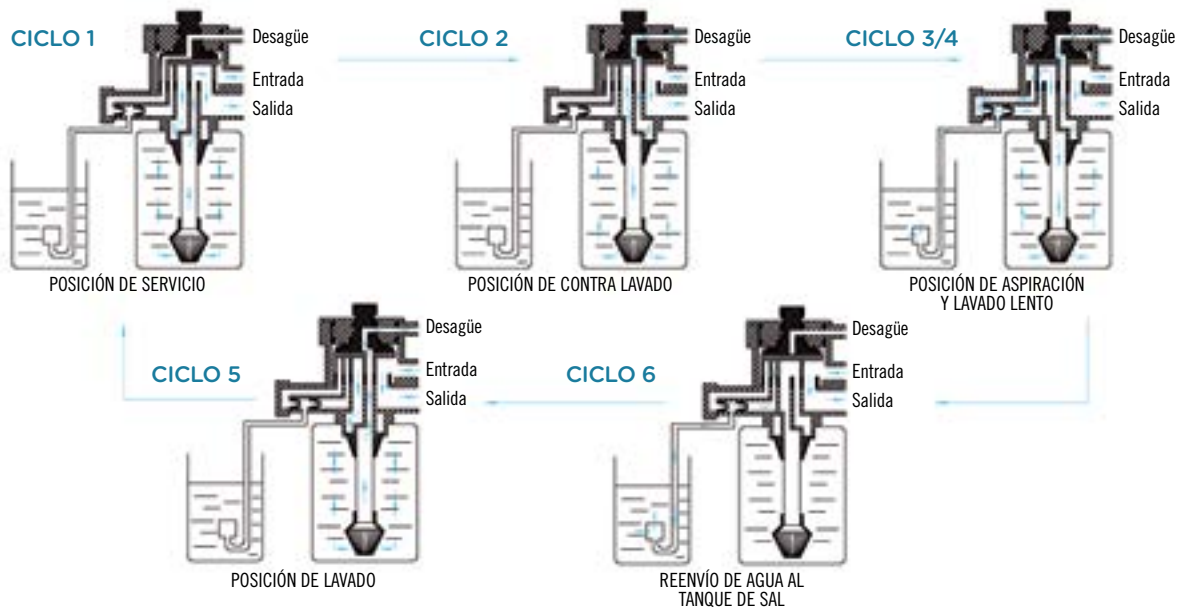 CICLO 1
Desagüe
Entrada
Salida
POSICIÓN DE SERVICIO
CICLO 2
Desagüe
Entrada
Salida
POSICIÓN DE CONTRA LAVADO
CICLO 3/4
Desagüe
Entrada
Salida
POSICIÓN DE ASPIRACIÓN
Y LAVADO LENTO
CICLO 5
Desagüe
Entrada
Salida
POSICIÓN DE LAVADO
CICLO 6
Desagüe
Entrada
Salida
REENVÍO DE AGUA AL
TANQUE DE SAL